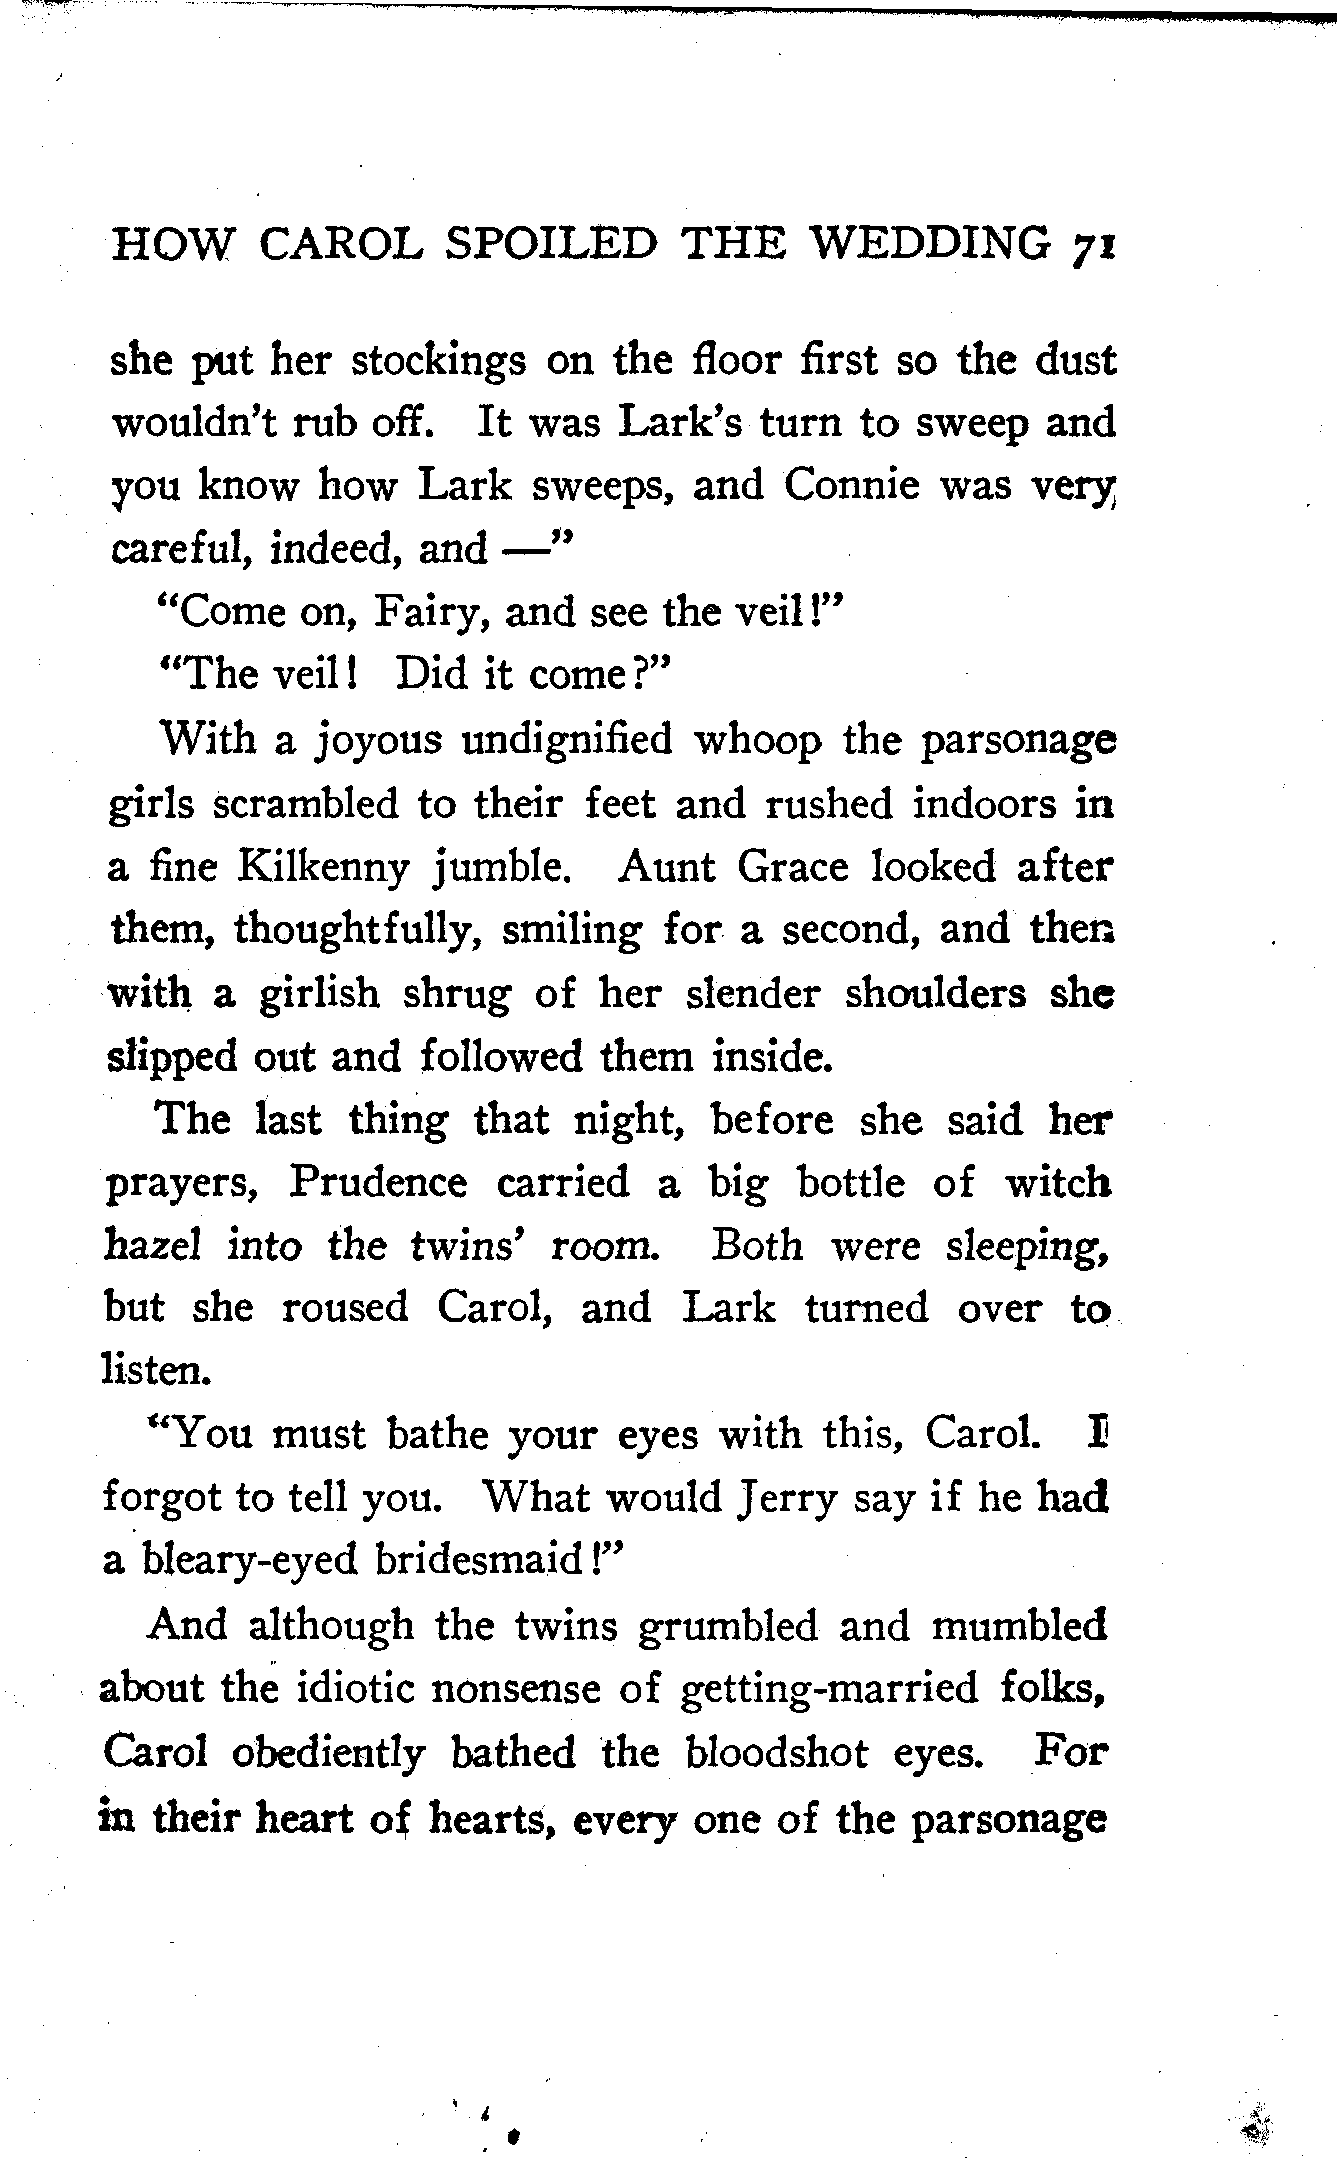 HOW CAROL SPOILED THE WEDDING 71
she put her stockings on the floor first so the dust
wouldn't rub off. It was Lark's turn to sweep and
you know how Lark sweeps, and Connie was very
careful, indeed, and —"
"Come on, Fairy, and see the veil!"
"The veil! Did it come?"
With a joyous undignified whoop the parsonage
girls scrambled to their feet and rushed indoors in
a fine Kilkenny jumble. Aunt Grace looked after
them, thoughtfully, smiling for a second, and then
with a girlish shrug of her slender shoulders she
slipped out and followed them inside.
The last thing that night, before she said her
prayers, Prudence carried a big bottle of witch
hazel into the twins' room. Both were sleeping,
but she roused Carol, and Lark turned over to
listen.
"You must bathe your eyes with this, Carol. I
forgot to tell you. What would Jerry say if he had
a bleary-eyed bridesmaid!"
And although the twins grumbled and mumbled
about the idiotic nonsense of getting-married folks,
Carol obediently bathed the bloodshot eyes. For
in their heart of hearts, every one of the parsonage